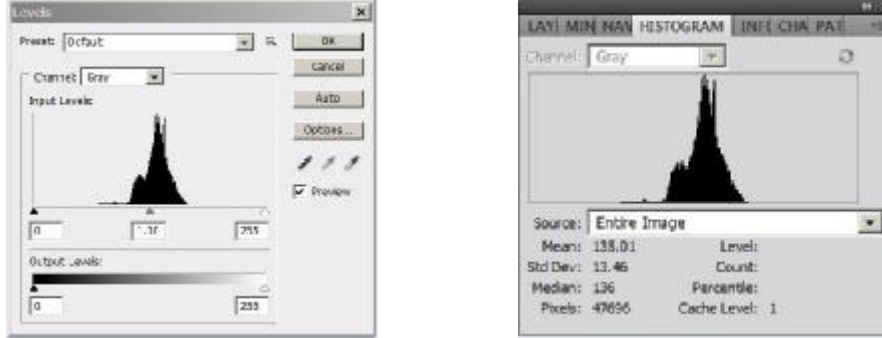 Levels
Preset: Default
OK
Cancel
Channel: Gray
Input Levels:
Auto
Options...
Preview
0
255
Output Levels:
0
255
HISTOGRAM
Channel: Gray
Source: Entire Image
Mean: 135.01 Level:
Std Dev: 13.46 Count:
Median: 136 Percentile:
Pixels: 47696 Cache Level: 1